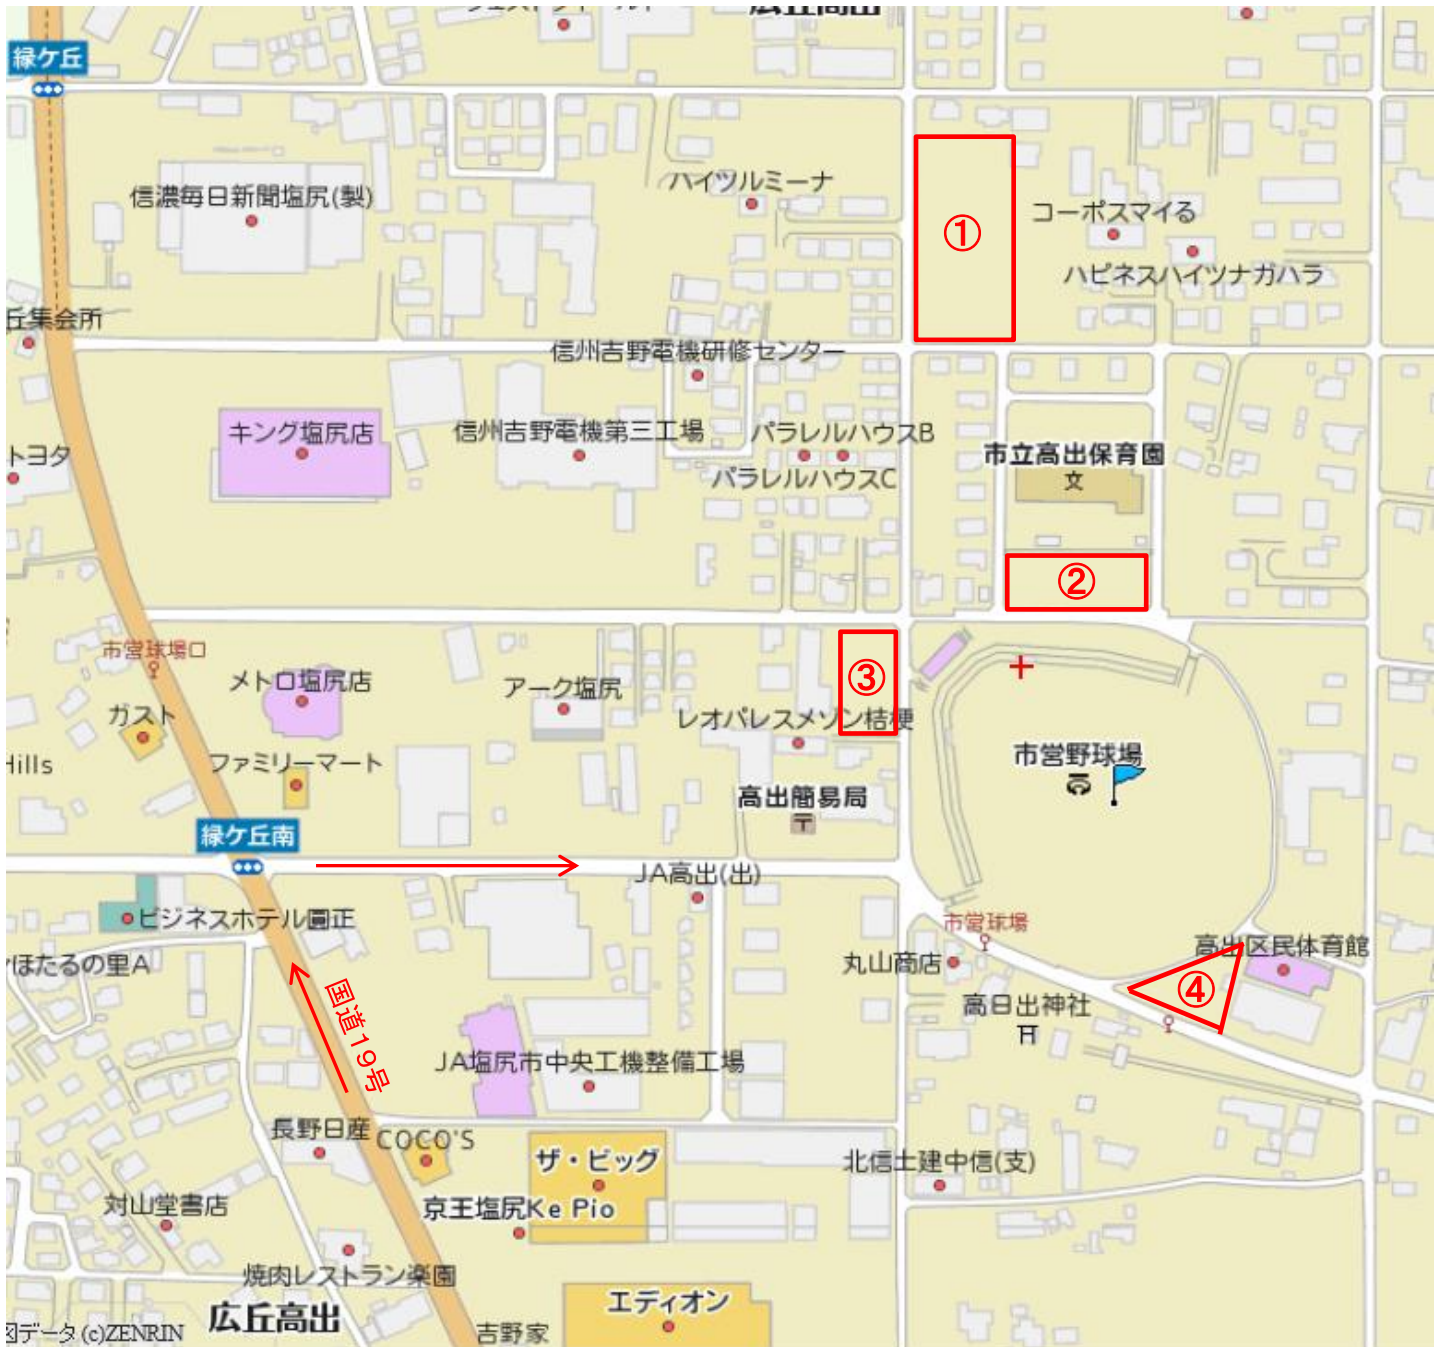 広丘高出
緑ケ丘
信濃毎日新聞塩尻(製)
ハイツルミーナ
①
コーポスマイる
ハピネスハイツナガハラ
丘集会所
信州吉野電機研修センター
キング塩尻店
信州吉野電機第三工場
パラレルハウスB
パラレルハウスC
市立高出保育園
文
トヨタ
②
市営球場口
メトロ塩尻店
アーク塩尻
③
ガスト
レオパレスメゾン桔梗
Hills
ファミリーマート
市営野球場
高出簡易局
〒
緑ケ丘南
JA高出(出)
ビジネスホテル圓正
市営球場
高出区民体育館
ほたるの里A
丸山商店
④
国道19号
高日出神社
JA塩尻市中央工機整備工場
長野日産
COCO'S
ザ・ビッグ
北信土建中信(支)
対山堂書店
京王塩尻Ke Pio
焼肉レストラン楽園
広丘高出
エディオン
図データ (c)ZENRIN
吉野家